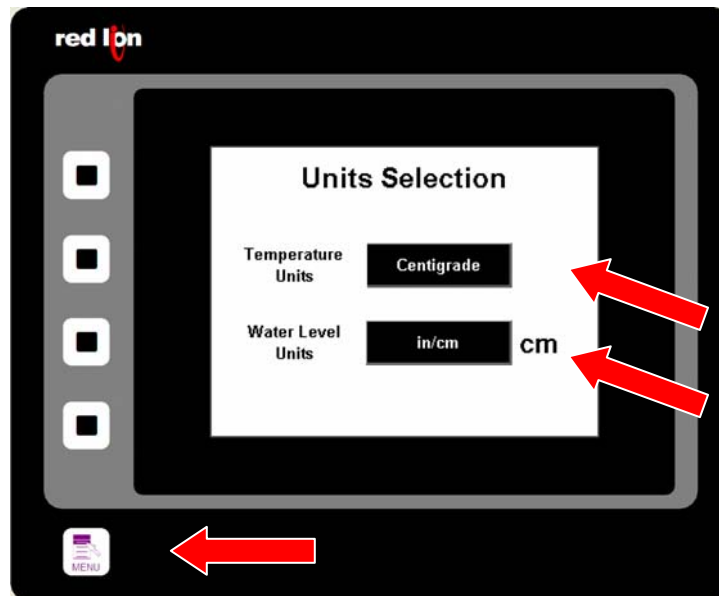 red lion
Units Selection
Temperature
Units
Centigrade
Water Level
Units
in/cm
cm
MENU